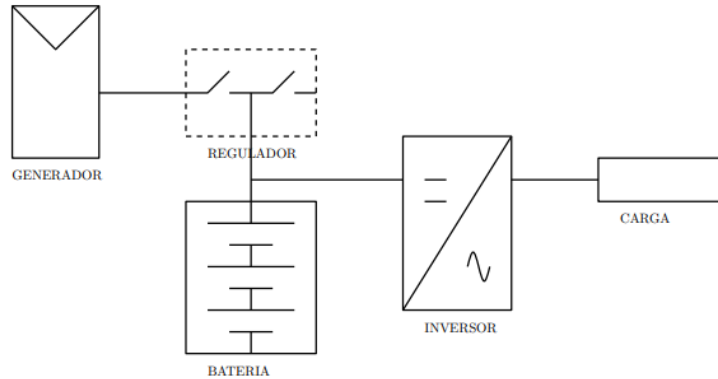 REGULADOR
GENERADOR
CARGA
INVERSOR
BATERIA